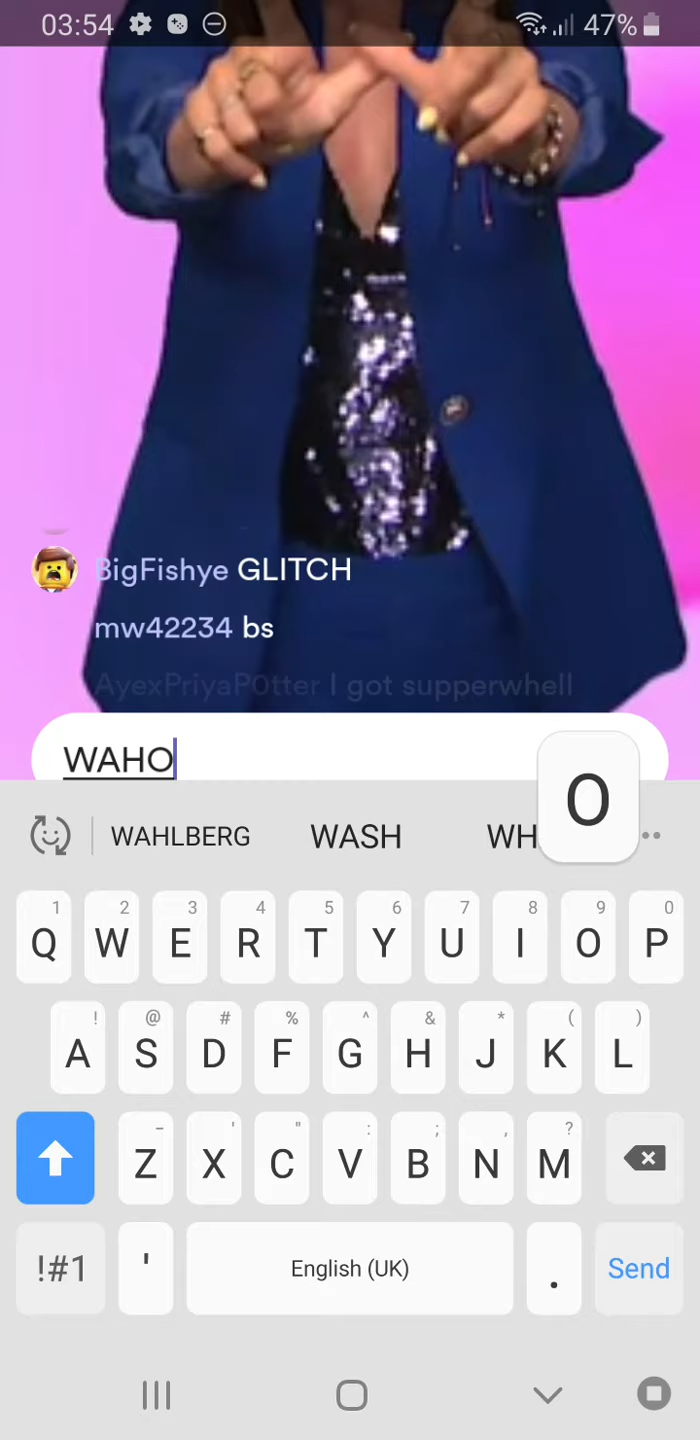 03:54 47%
BigFishye GLITCH
mw42234 bs
AyexPriyaP0tter I got supperwhell
WAHO
O
WAHLBERG WASH WH
1 2 3 4 5 6 7 8 9 0
Q W E R T Y U I O P
! @ # % ^ & * ( )
A S D F G H J K L
- ' " : ; , ?
Z X C V B N M
!#1 ' English (UK) . Send